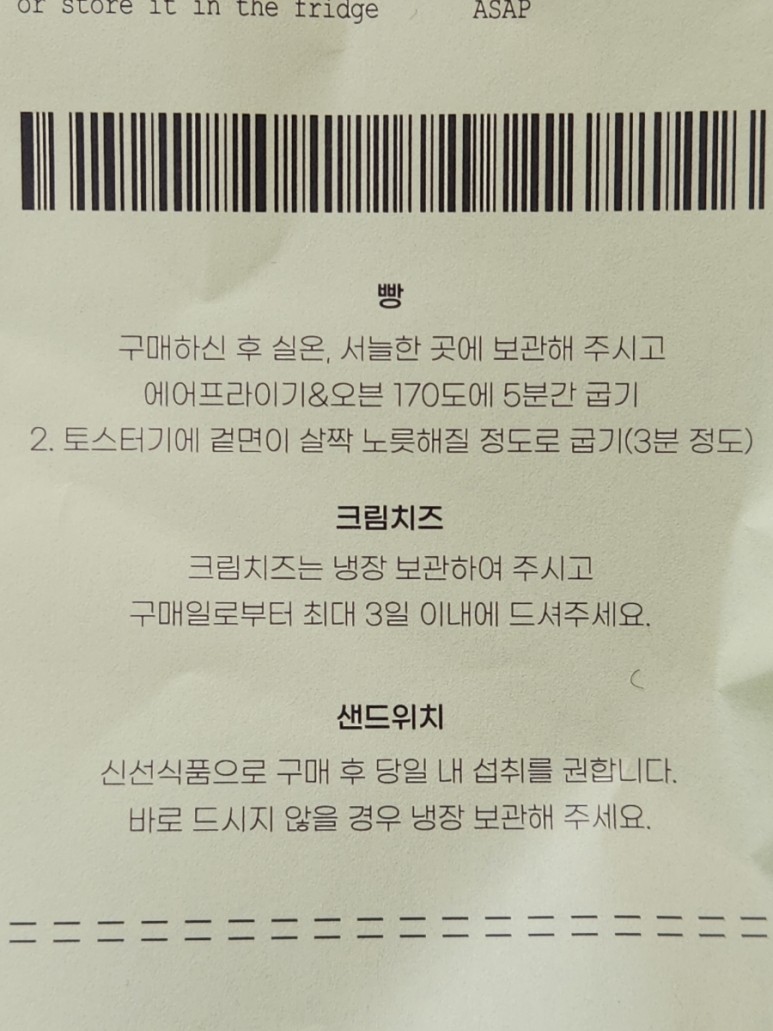 or store it in the fridge ASAP
빵
구매하신 후 실온, 서늘한 곳에 보관해 주시고
에어프라이기&오븐 170도에 5분간 굽기
2. 토스터기에 겉면이 살짝 노릇해질 정도로 굽기(3분 정도)
크림치즈
크림치즈는 냉장 보관하여 주시고
구매일로부터 최대 3일 이내에 드셔주세요.
샌드위치
신선식품으로 구매 후 당일 내 섭취를 권합니다.
바로 드시지 않을 경우 냉장 보관해 주세요.